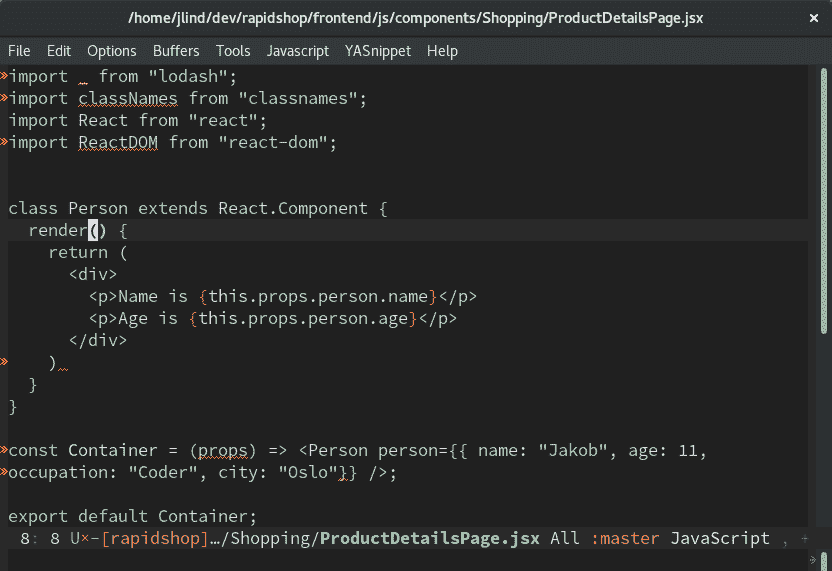 /home/jlind/dev/rapidshop/frontend/js/components/Shopping/ProductDetailsPage.jsx ×
File Edit Options Buffers Tools Javascript YASnippet Help
»import _ from "lodash";
»import classNames from "classnames";
import React from "react";
»import ReactDOM from "react-dom";
class Person extends React.Component {
  render() {
    return (
      <div>
        <p>Name is {this.props.person.name}</p>
        <p>Age is {this.props.person.age}</p>
      </div>
»    )
  }
}
»const Container = (props) => <Person person={{ name: "Jakob", age: 11,
»occupation: "Coder", city: "Oslo"}} />;
export default Container;
8: 8 U×-[rapidshop]…/Shopping/ProductDetailsPage.jsx All :master JavaScript , +